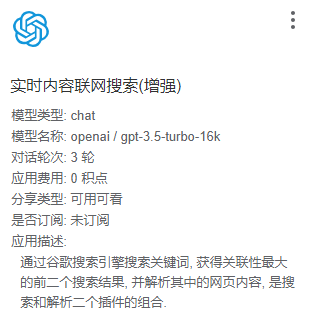 实时内容联网搜索(增强)
模型类型: chat
模型名称: openai / gpt-3.5-turbo-16k
对话轮次: 3 轮
应用费用: 0 积点
分享类型: 可用可看
是否订阅: 未订阅
应用描述:
通过谷歌搜索引擎搜索关键词, 获得关联性最大
的前二个搜索结果, 并解析其中的网页内容, 是搜
索和解析二个插件的组合.